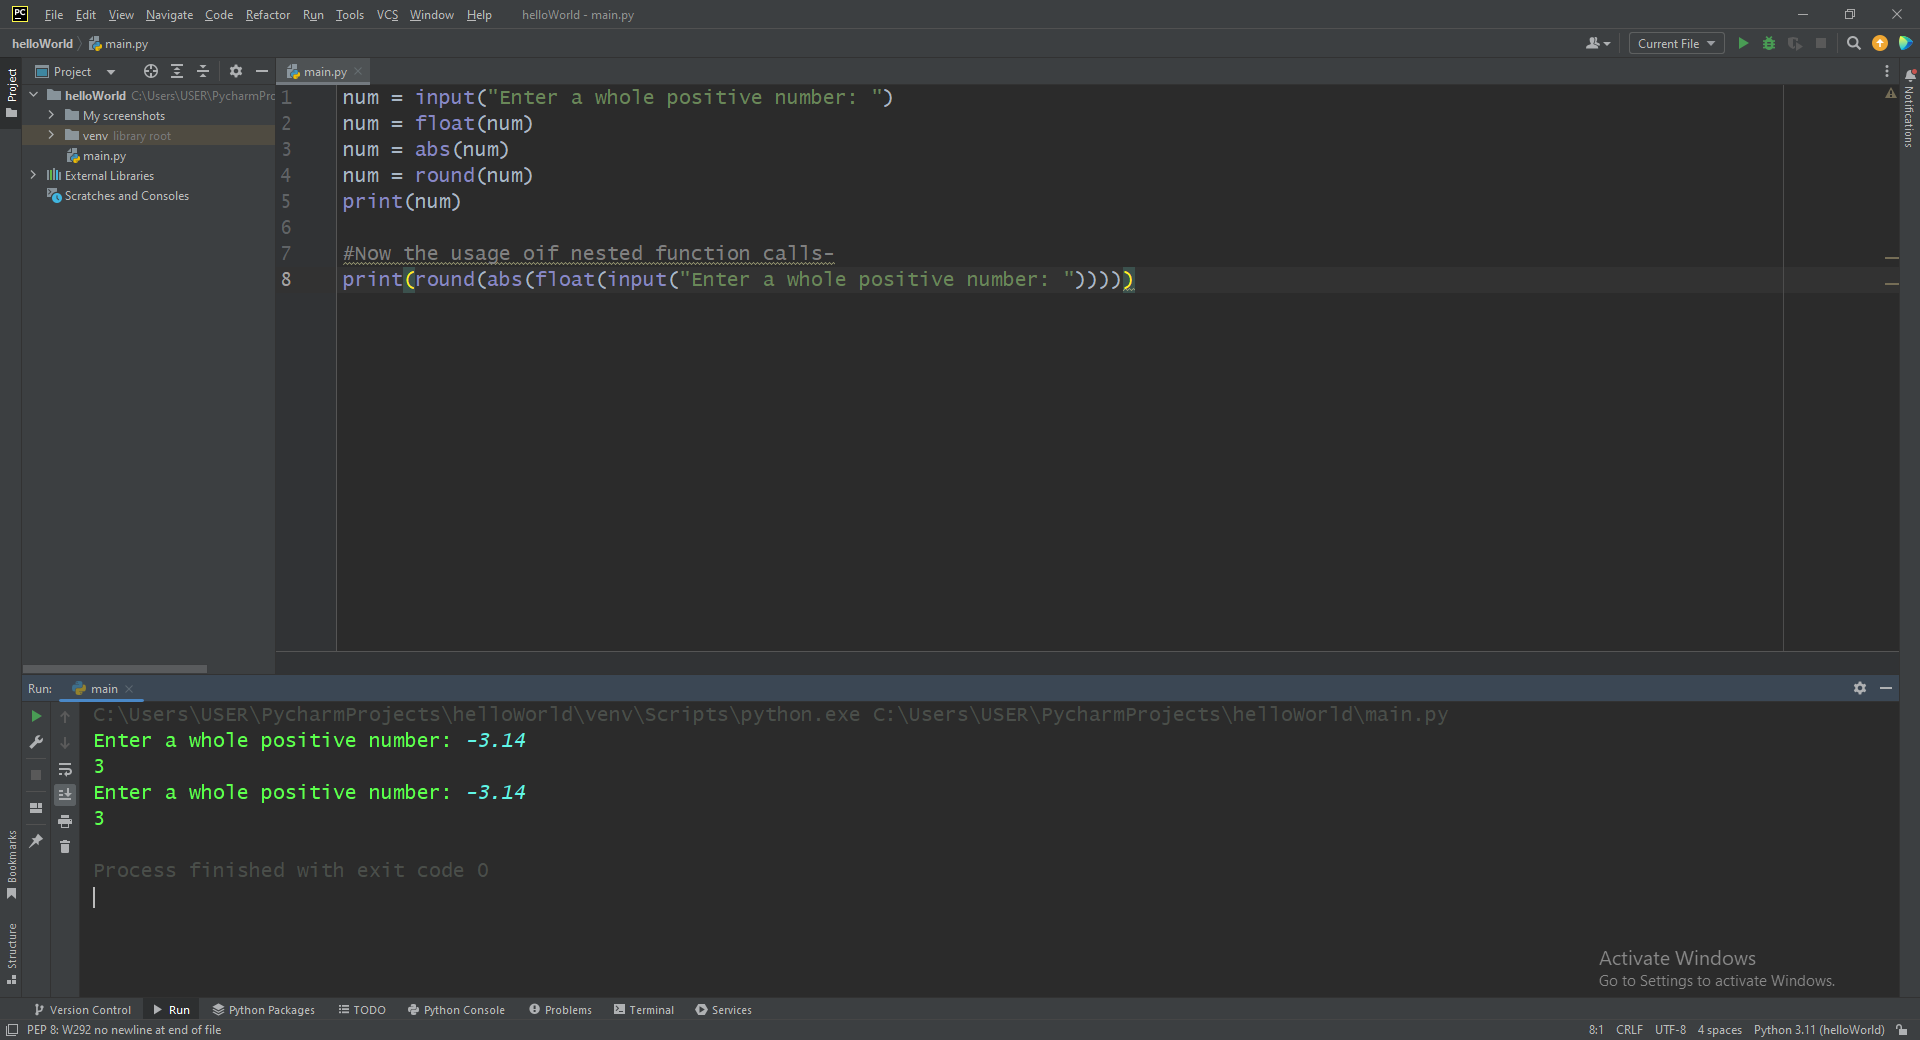 PC File Edit View Navigate Code Refactor Run Tools VCS Window Help helloWorld - main.py
helloWorld main.py Current File
Project main.py
Project
helloWorld C:\Users\USER\PycharmPrc
My screenshots
venv library root
main.py
External Libraries
Scratches and Consoles
1 num = input("Enter a whole positive number: ")
2 num = float(num)
3 num = abs(num)
4 num = round(num)
5 print(num)
6
7 #Now the usage oif nested function calls-
8 print(round(abs(float(input("Enter a whole positive number: ")))))
Notifications
Run: main
C:\Users\USER\PycharmProjects\helloWorld\venv\Scripts\python.exe C:\Users\USER\PycharmProjects\helloWorld\main.py
Enter a whole positive number: -3.14
3
Enter a whole positive number: -3.14
3
Process finished with exit code 0
Bookmarks
Structure
Activate Windows
Go to Settings to activate Windows.
Version Control Run Python Packages TODO Python Console Problems Terminal Services
PEP 8: W292 no newline at end of file 8:1 CRLF UTF-8 4 spaces Python 3.11 (helloWorld)